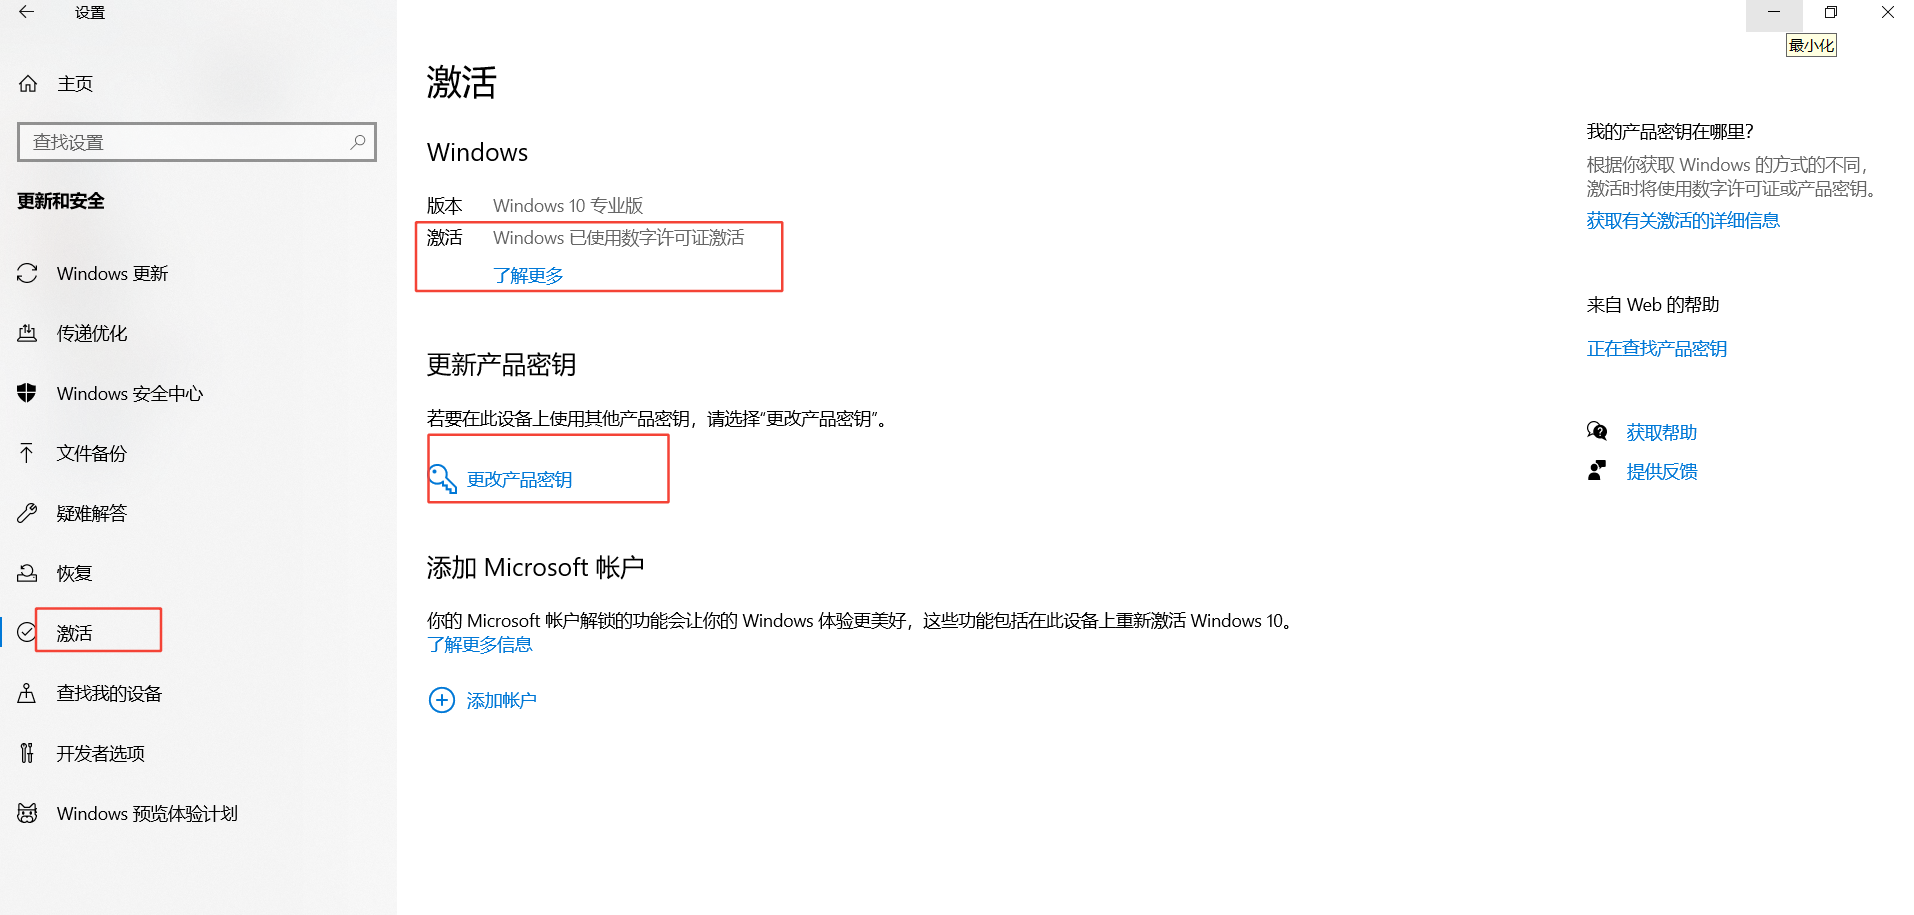 设置
最小化
主页
查找设置
更新和安全
Windows 更新
传递优化
Windows 安全中心
文件备份
疑难解答
恢复
激活
查找我的设备
开发者选项
Windows 预览体验计划
激活
Windows
版本 Windows 10 专业版
激活 Windows 已使用数字许可证激活
了解更多
更新产品密钥
若要在此设备上使用其他产品密钥，请选择“更改产品密钥”。
更改产品密钥
添加 Microsoft 帐户
你的 Microsoft 帐户解锁的功能会让你的 Windows 体验更美好，这些功能包括在此设备上重新激活 Windows 10。
了解更多信息
添加帐户
我的产品密钥在哪里？
根据你获取 Windows 的方式的不同，
激活时将使用数字许可证或产品密钥。
获取有关激活的详细信息
来自 Web 的帮助
正在查找产品密钥
获取帮助
提供反馈